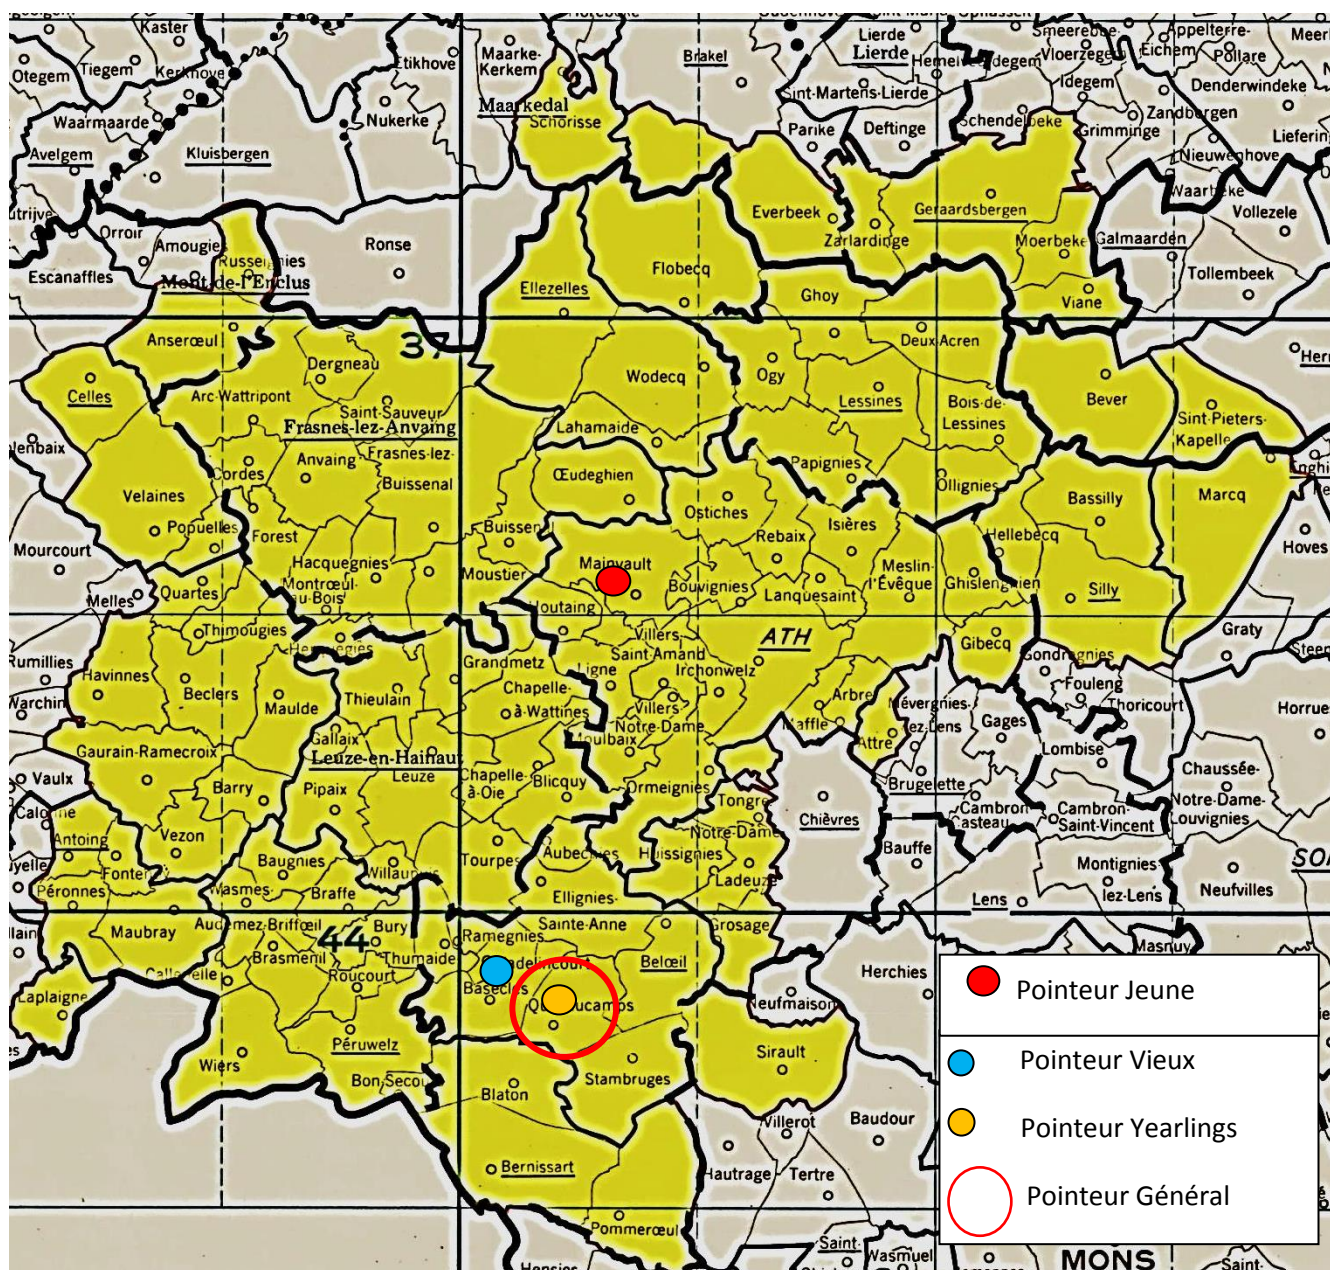 Kaster
Tiegem
Otegem
Kerkhove
Etikhove
Maarke-
Kerkem
Brakel
Lierde
Lierde
Idegem
Smeerebbe-
Vloerzegem
Appelterre-
Eichem
Pollare
Idegem
Denderwindeke
Zandbergen
Waarmaarde
Nukerke
Maarkedal
Schorisse
Sint-Martens-Lierde
Parike
Deftinge
Schendelbeke
Grimminge
Nieuwenhove
Avelgem
Kluisbergen
Waarbeke
Vollezele
Orroir
Amougies
Russeignies
Ronse
Everbeek
Zarlardinge
Geraardsbergen
Moerbeke
Galmaarden
Tollembeek
Escanaffles
Mont-de-l'Enclus
Flobecq
Ellezelles
Ghoy
Viane
Anserœul
37
Dergneau
Deux-Acren
Celles
Arc-Wattripont
Wodecq
Ogy
Lessines
Bever
Saint-Sauveur
Bois-de-
Lessines
Sint-Pieters-
Kapelle
Frasnes-lez-Anvaing
Lahamaide
Anvaing
Frasnes-lez-
Buissenal
Cordes
Œudeghien
Papignies
Ollignies
Velaines
Bassilly
Marcq
Popuelles
Forest
Ostiches
Isières
Rebaix
Hellebecq
Mourcourt
Hacquegnies
Mainvault
Meslin-
l'Évêque
Hoves
Montrœul
au-Bois
Moustier
Bouvignies
Lanquesaint
Ghislenghien
Silly
Melles
Quartes
Houtaing
Thimougies
Villers
Saint-Amand
ATH
Gibecq
Graty
Rumillies
Grandmetz
Ligne
Irchonwelz
Gondregnies
Havinnes
Beclers
Maulde
Thieulain
Chapelle-
à-Wattines
Arbre
Fouleng
Thoricourt
Villers
Notre-Dame
Maffle
Mévergnies-
lez-Lens
Gages
Gallaix
Moulbaix
Attre
Lombise
Gaurain-Ramecroix
Leuze-en-Hainaut
Leuze
Vaulx
Chapelle-
à-Oie
Blicquy
Ormeignies
Brugelette
Chaussée-
Notre-Dame-
Louvignies
Barry
Pipaix
Tongre
Notre-Dame
Chièvres
Cambron
Casteau
Cambron-
Saint-Vincent
Antoing
Vezon
Tourpes
Aubechies
Huissignies
Bauffe
Baugnies
Willaupuis
Ladeuze
Montignies-
lez-Lens
Neufvilles
Péronnes
Wasmes-
Braffe
Ellignies-
Sainte-Anne
Lens
Maubray
Audemez-Briffœil
44
Bury
Ramegnies
Grosage
Brasmenil
Thumaide
Belœil
Herchies
Masnuy
Laplaigne
Roucourt
Basècles
Neufmaison
Pointeur Jeune
Wiers
Péruwelz
Stambruges
Sirault
Pointeur Vieux
Blaton
Baudour
Villerot
Pointeur Yearlings
Bernissart
Hautrage
Tertre
Pointeur Général
Pommerœul
Saint-
Wasmuel
MONS
Saint-
Hensies